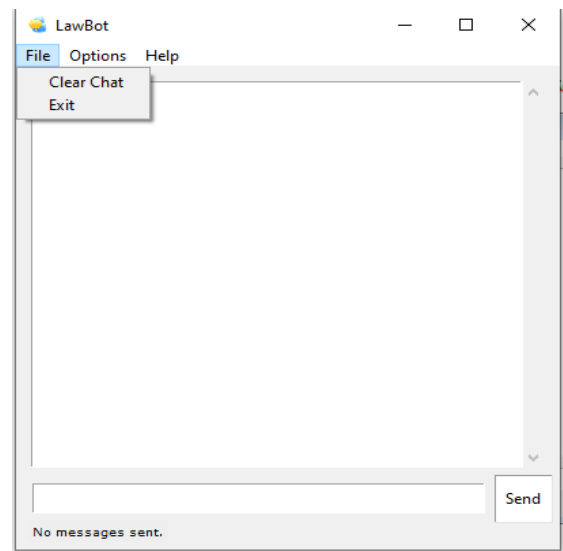 LawBot
File Options Help
Clear Chat
Exit
Send
No messages sent.